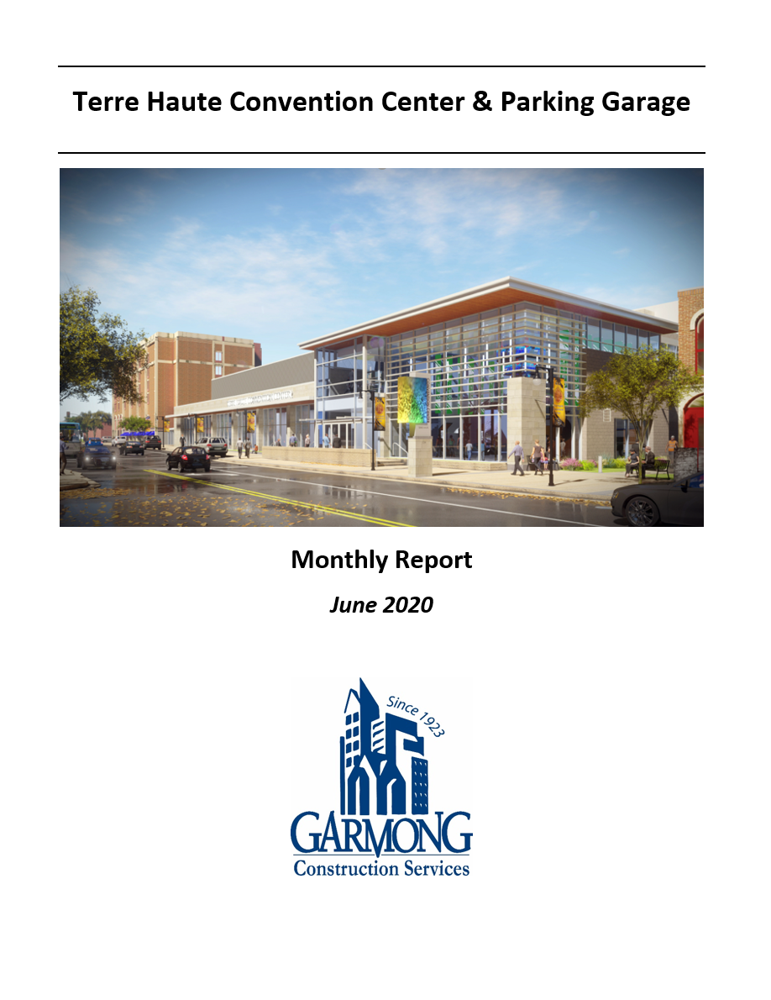 Terre Haute Convention Center & Parking Garage
Monthly Report
June 2020
Since 1923
GARMONG
Construction Services